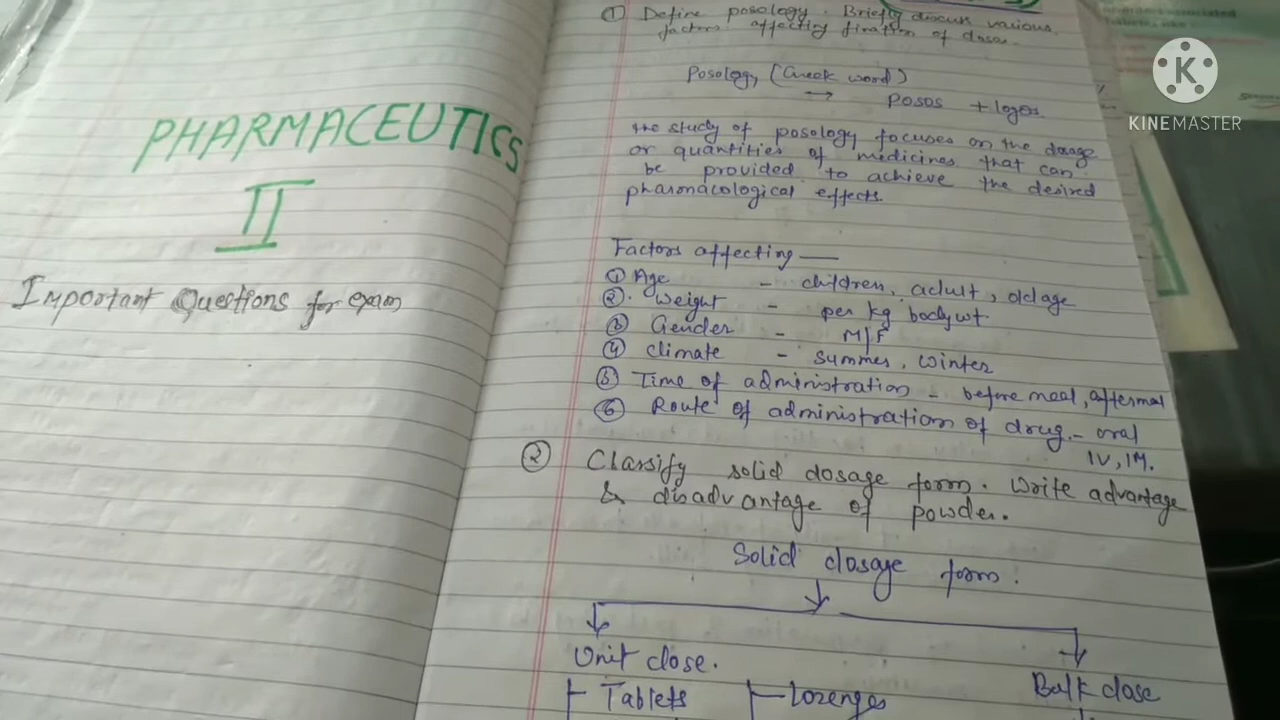 PHARMACEUTICS
II
Important Questions for exam
① Define posology. Briefly discuss various
factors affecting fixation of dose.
Posology (Greek word)
→ Posos + logos
the study of posology focuses on the dosage
or quantities of medicines that can
be provided to achieve the desired
pharmacological effects.
Factors affecting —
① Age - children, adult, old age
②. Weight - per kg body wt.
③ Gender - M/F
④ climate - summer, winter
⑤ Time of administration - before meal, after meal
⑥ Route of administration of drug. - oral
IV, IM.
② Classify solid dosage form. Write advantage
& disadvantage of powder.
Solid dosage form.
Unit dose. Bulk dose
Tablets Lozenges
KINEMASTER